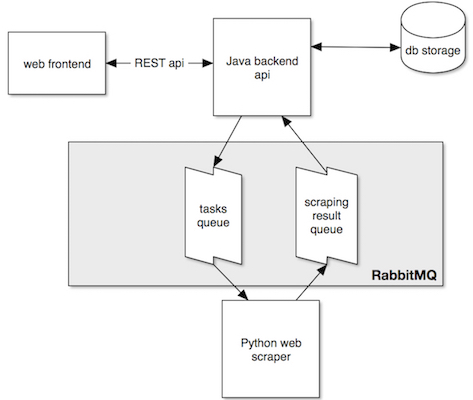 web frontend
REST api
Java backend
api
db storage
tasks
queue
scraping
result
queue
RabbitMQ
Python web
scraper